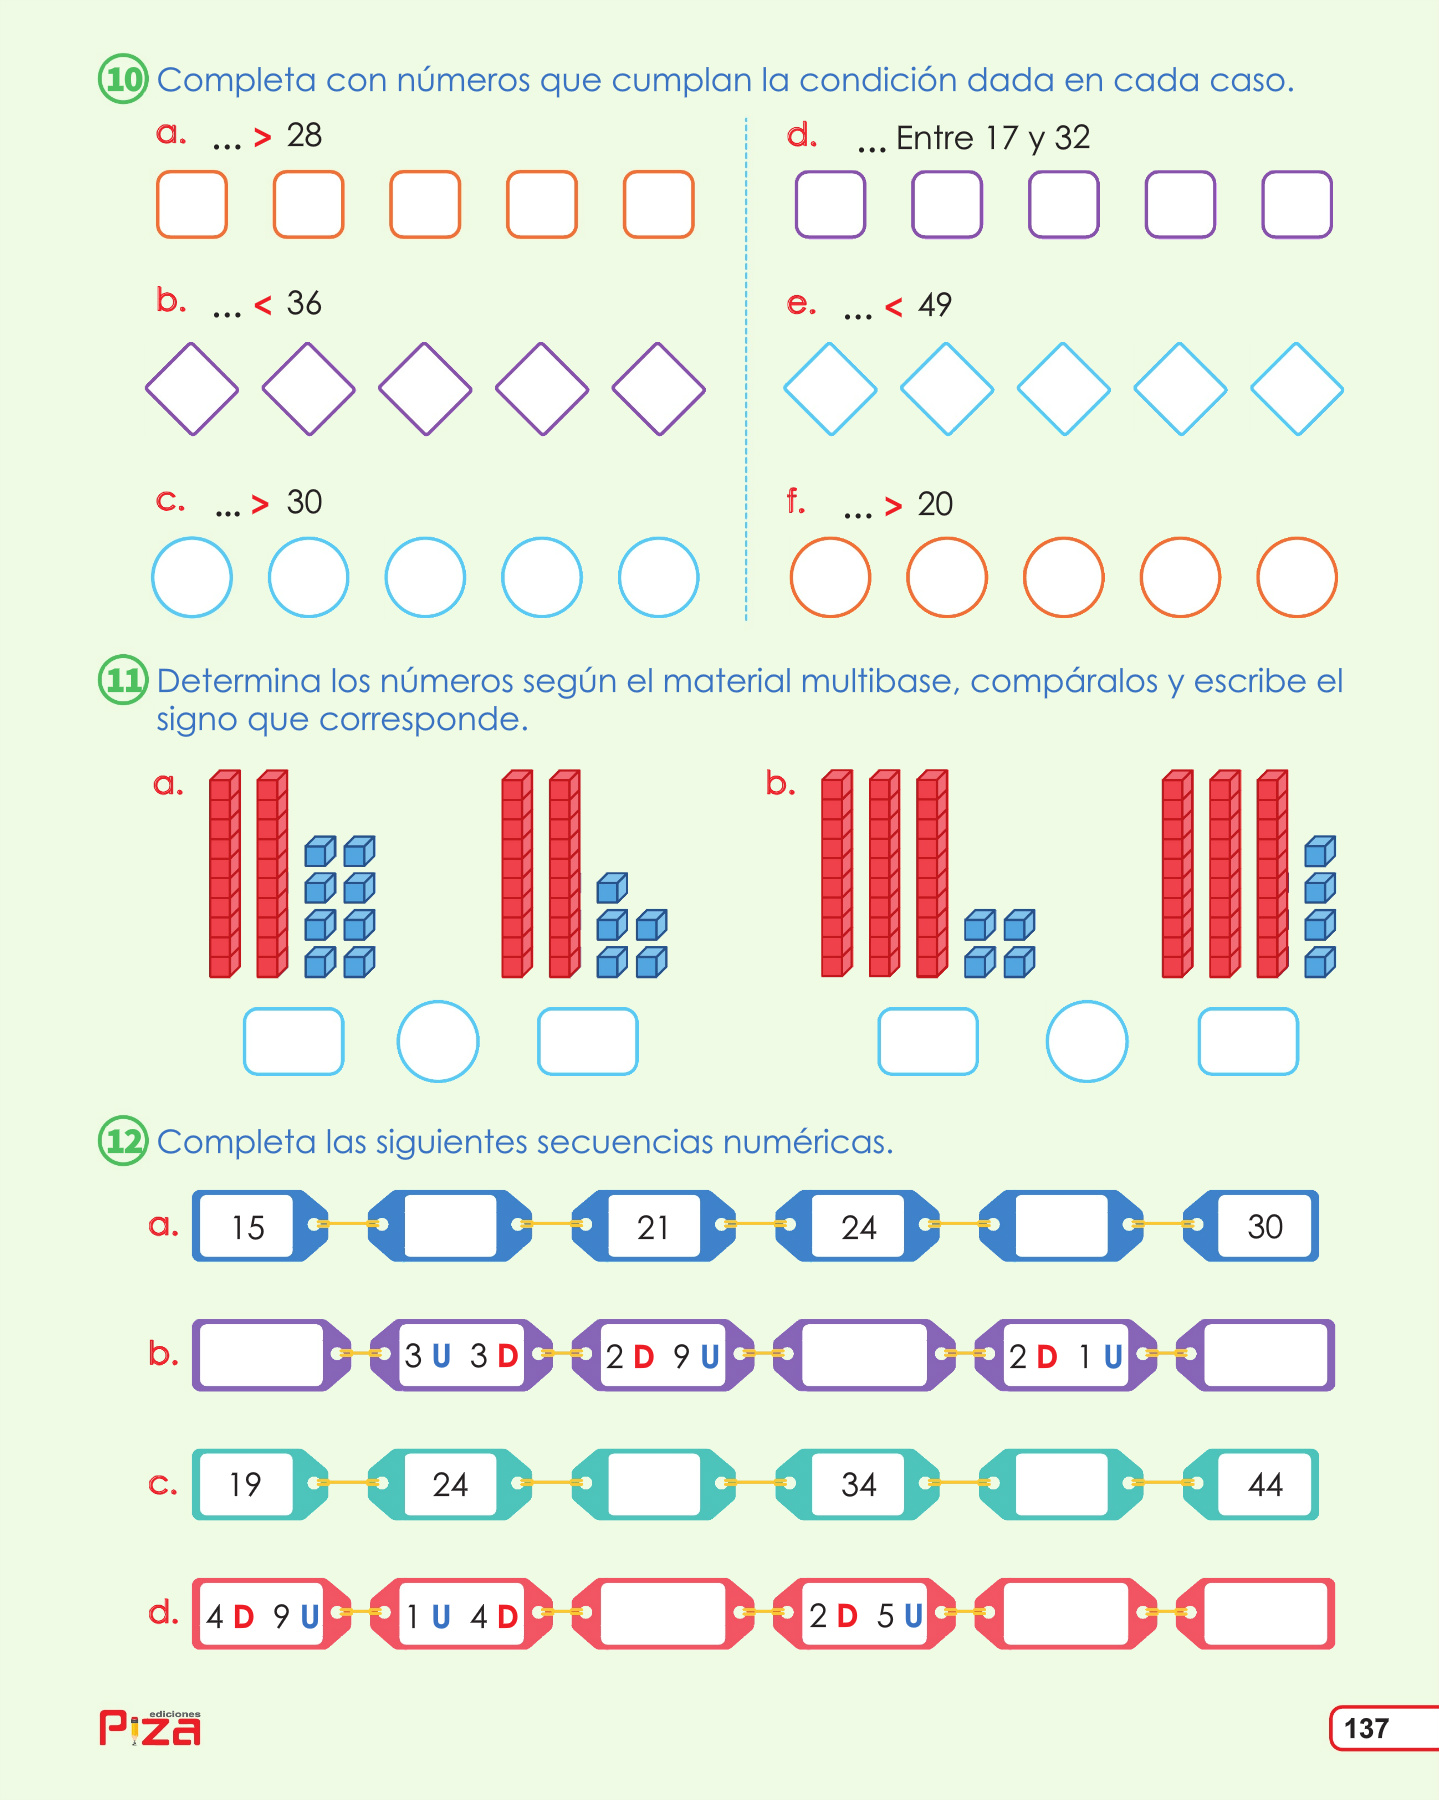 10 Completa con números que cumplan la condición dada en cada caso.
a. ... > 28
d. ... Entre 17 y 32
b. ... < 36
e. ... < 49
c. ... > 30
f. ... > 20
11 Determina los números según el material multibase, compáralos y escribe el
signo que corresponde.
a.
b.
12 Completa las siguientes secuencias numéricas.
a. 15 21 24 30
b. 3 U 3 D 2 D 9 U 2 D 1 U
c. 19 24 34 44
d. 4 D 9 U 1 U 4 D 2 D 5 U
ediciones
Piza
137